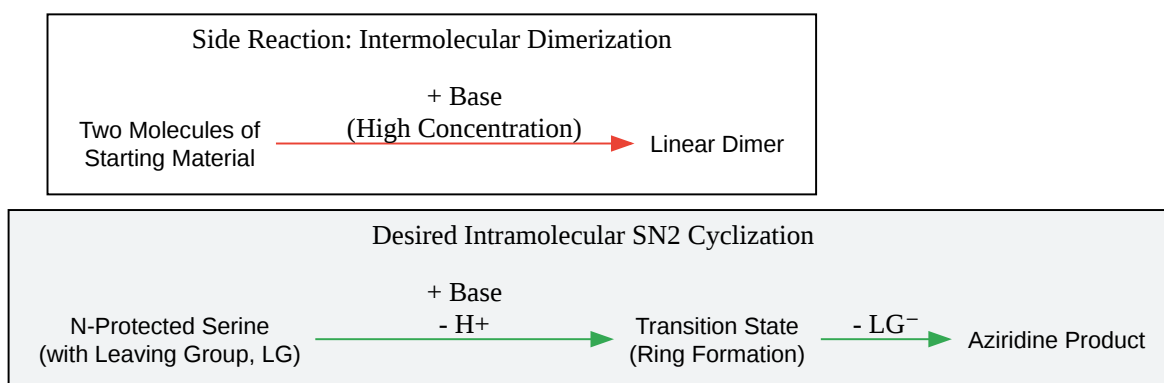 Side Reaction: Intermolecular Dimerization
+ Base
(High Concentration)
Two Molecules of
Starting Material
Linear Dimer
Desired Intramolecular SN2 Cyclization
+ Base
- H+
N-Protected Serine
(with Leaving Group, LG)
Transition State
(Ring Formation)
- LG⁻
Aziridine Product